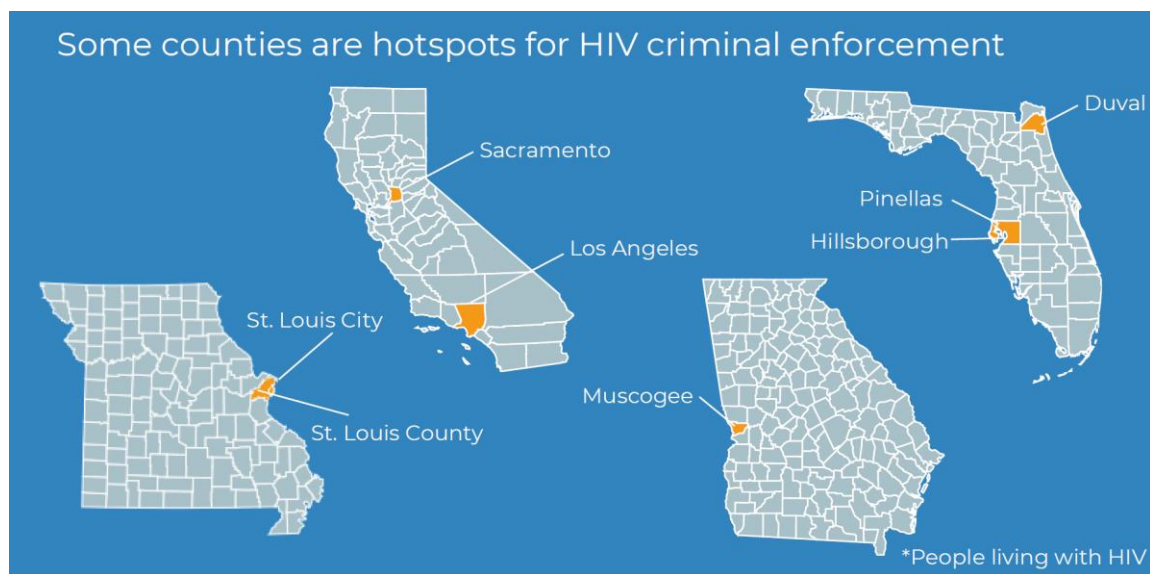 Some counties are hotspots for HIV criminal enforcement
Duval
Sacramento
Pinellas
Hillsborough
Los Angeles
St. Louis City
Muscogee
St. Louis County
*People living with HIV